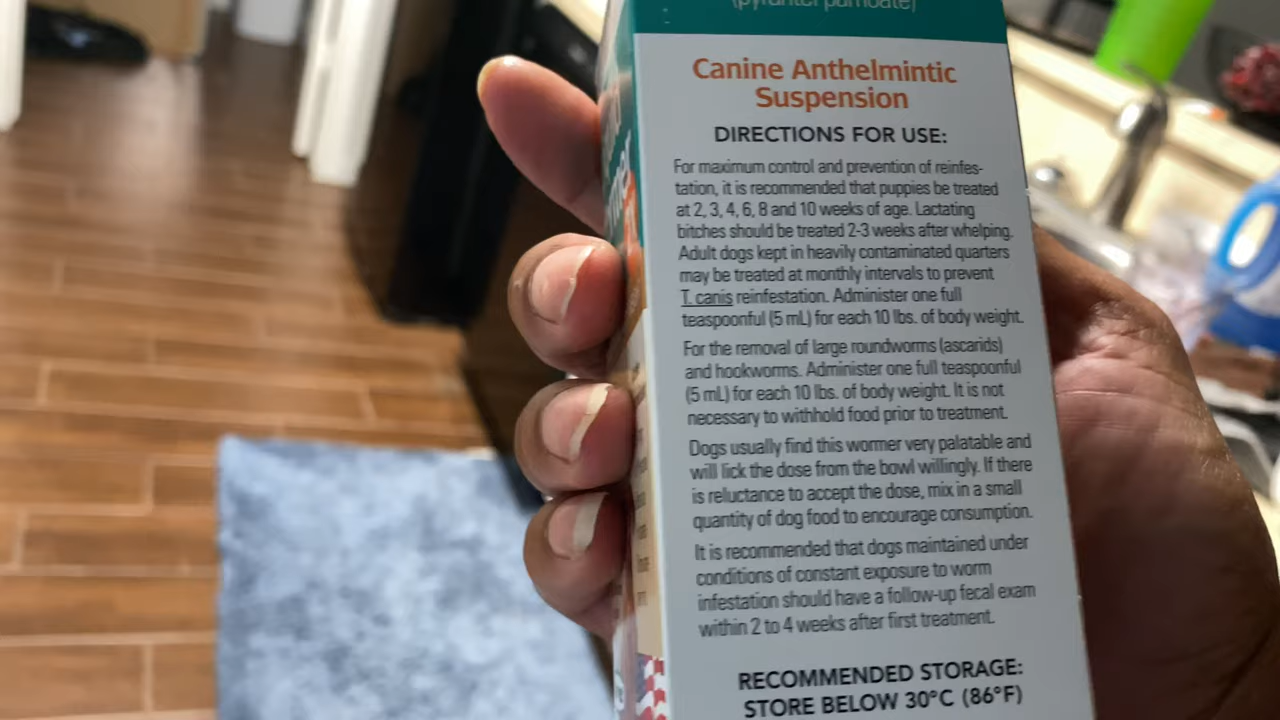 (pyrantel pamoate)
Canine Anthelmintic
Suspension
DIRECTIONS FOR USE:
For maximum control and prevention of reinfes-
tation, it is recommended that puppies be treated
at 2, 3, 4, 6, 8 and 10 weeks of age. Lactating
bitches should be treated 2-3 weeks after whelping.
Adult dogs kept in heavily contaminated quarters
may be treated at monthly intervals to prevent
T. canis reinfestation. Administer one full
teaspoonful (5 mL) for each 10 lbs. of body weight.
For the removal of large roundworms (ascarids)
and hookworms. Administer one full teaspoonful
(5 mL) for each 10 lbs. of body weight. It is not
necessary to withhold food prior to treatment.
Dogs usually find this wormer very palatable and
will lick the dose from the bowl willingly. If there
is reluctance to accept the dose, mix in a small
quantity of dog food to encourage consumption.
It is recommended that dogs maintained under
conditions of constant exposure to worm
infestation should have a follow-up fecal exam
within 2 to 4 weeks after first treatment.
RECOMMENDED STORAGE:
STORE BELOW 30°C (86°F)